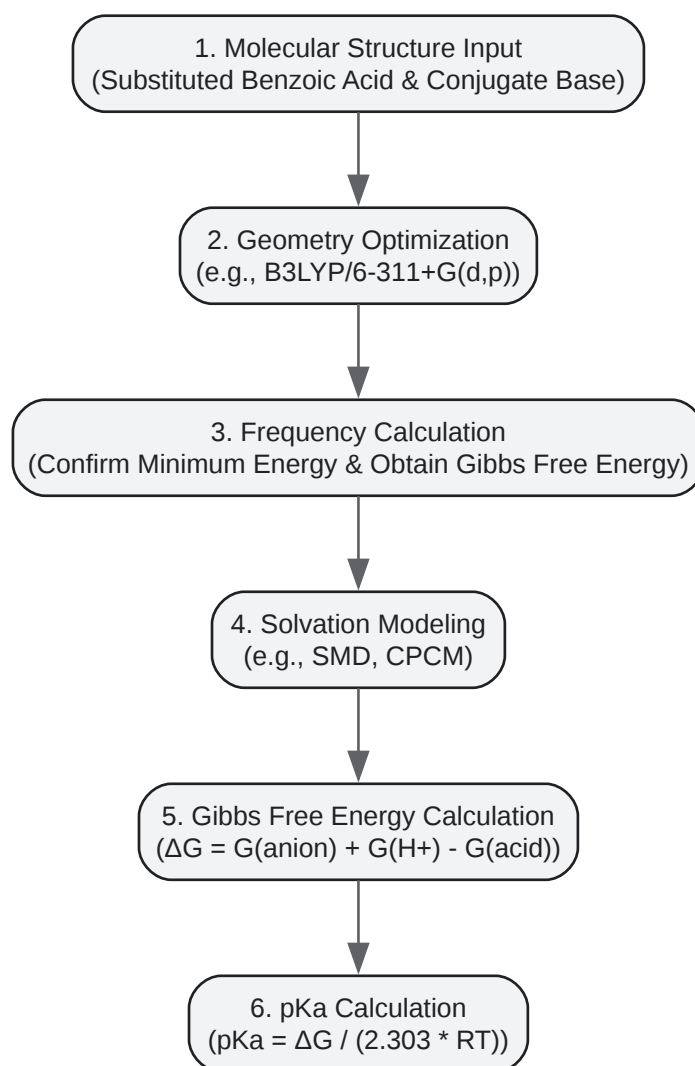 1. Molecular Structure Input
(Substituted Benzoic Acid & Conjugate Base)
2. Geometry Optimization
(e.g., B3LYP/6-311+G(d,p))
3. Frequency Calculation
(Confirm Minimum Energy & Obtain Gibbs Free Energy)
4. Solvation Modeling
(e.g., SMD, CPCM)
5. Gibbs Free Energy Calculation
(ΔG = G(anion) + G(H+) - G(acid))
6. pKa Calculation
(pKa = ΔG / (2.303 * RT))